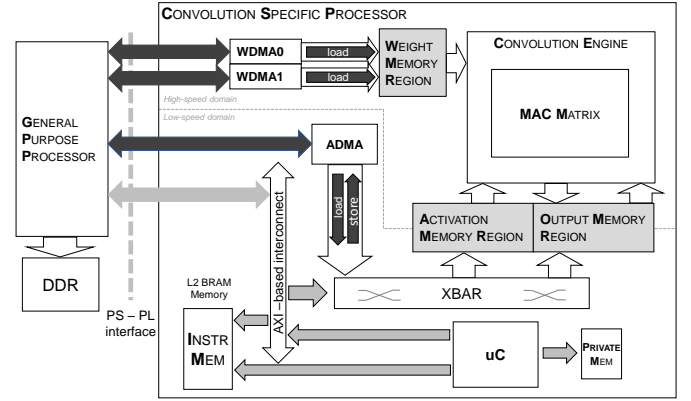 CONVOLUTION SPECIFIC PROCESSOR
WDMA0
load
WDMA1
load
WEIGHT
MEMORY
REGION
CONVOLUTION ENGINE
MAC MATRIX
High-speed domain
Low-speed domain
GENERAL
PURPOSE
PROCESSOR
ADMA
load
store
AXI –based interconnect
ACTIVATION
MEMORY REGION
OUTPUT MEMORY
REGION
DDR
PS – PL
interface
L2 BRAM
Memory
XBAR
INSTR
MEM
uC
PRIVATE
MEM